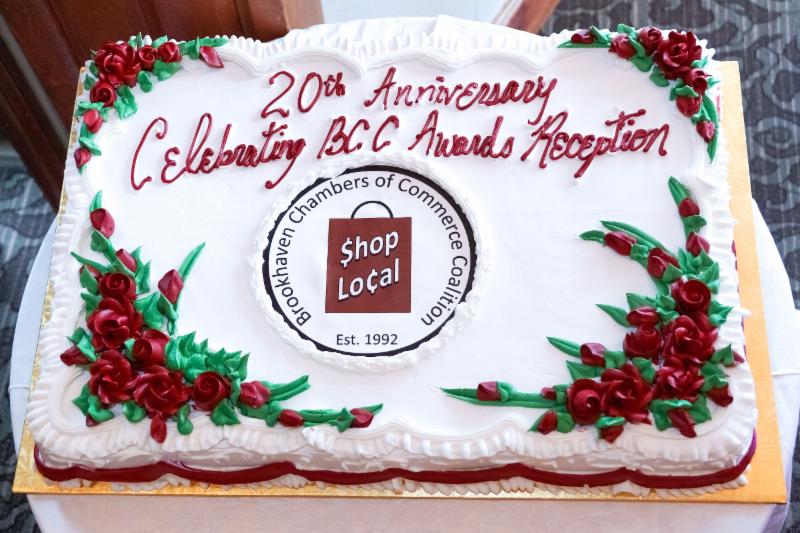 20th Anniversary
Celebrating BCC Awards Reception
Brookhaven Chambers of Commerce Coalition
$hop
Lo¢al
Est. 1992